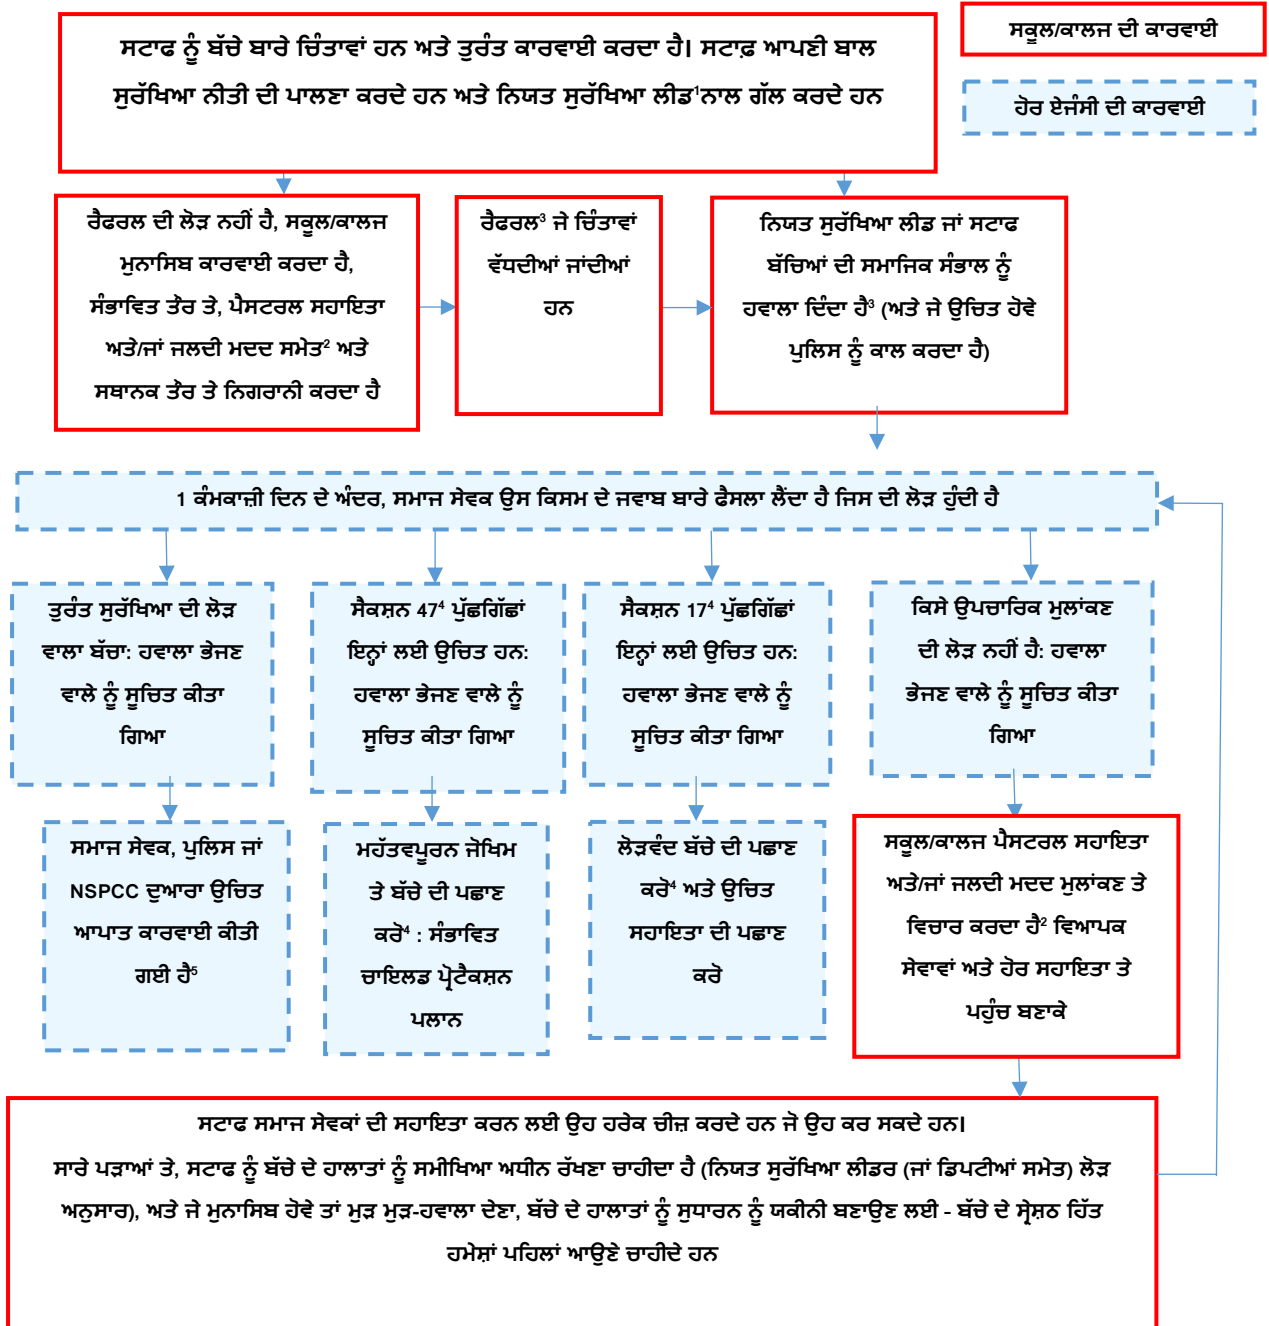 ਸਟਾਫ ਨੂੰ ਬੱਚੇ ਬਾਰੇ ਚਿੰਤਾਵਾਂ ਹਨ ਅਤੇ ਤੁਰੰਤ ਕਾਰਵਾਈ ਕਰਦਾ ਹੈ। ਸਟਾਫ਼ ਆਪਣੀ ਬਾਲ
ਸੁਰੱਖਿਆ ਨੀਤੀ ਦੀ ਪਾਲਣਾ ਕਰਦੇ ਹਨ ਅਤੇ ਨਿਯਤ ਸੁਰੱਖਿਆ ਲੀਡ¹ਨਾਲ ਗੱਲ ਕਰਦੇ ਹਨ
ਸਕੂਲ/ਕਾਲਜ ਦੀ ਕਾਰਵਾਈ
ਹੋਰ ਏਜੰਸੀ ਦੀ ਕਾਰਵਾਈ
ਰੈਫਰਲ ਦੀ ਲੋੜ ਨਹੀਂ ਹੈ, ਸਕੂਲ/ਕਾਲਜ
ਮੁਨਾਸਿਬ ਕਾਰਵਾਈ ਕਰਦਾ ਹੈ,
ਸੰਭਾਵਿਤ ਤੌਰ ਤੇ, ਪੈਸਟਰਲ ਸਹਾਇਤਾ
ਅਤੇ/ਜਾਂ ਜਲਦੀ ਮਦਦ ਸਮੇਤ² ਅਤੇ
ਸਥਾਨਕ ਤੌਰ ਤੇ ਨਿਗਰਾਨੀ ਕਰਦਾ ਹੈ
ਰੈਫਰਲ³ ਜੇ ਚਿੰਤਾਵਾਂ
ਵੱਧਦੀਆਂ ਜਾਂਦੀਆਂ
ਹਨ
ਨਿਯਤ ਸੁਰੱਖਿਆ ਲੀਡ ਜਾਂ ਸਟਾਫ
ਬੱਚਿਆਂ ਦੀ ਸਮਾਜਿਕ ਸੰਭਾਲ ਨੂੰ
ਹਵਾਲਾ ਦਿੰਦਾ ਹੈ³ (ਅਤੇ ਜੇ ਉਚਿਤ ਹੋਵੇ
ਪੁਲਿਸ ਨੂੰ ਕਾਲ ਕਰਦਾ ਹੈ)
1 ਕੰਮਕਾਜ਼ੀ ਦਿਨ ਦੇ ਅੰਦਰ, ਸਮਾਜ ਸੇਵਕ ਉਸ ਕਿਸਮ ਦੇ ਜਵਾਬ ਬਾਰੇ ਫੈਸਲਾ ਲੈਂਦਾ ਹੈ ਜਿਸ ਦੀ ਲੋੜ ਹੁੰਦੀ ਹੈ
ਤੁਰੰਤ ਸੁਰੱਖਿਆ ਦੀ ਲੋੜ
ਵਾਲਾ ਬੱਚਾ: ਹਵਾਲਾ ਭੇਜਣ
ਵਾਲੇ ਨੂੰ ਸੂਚਿਤ ਕੀਤਾ
ਗਿਆ
ਸੈਕਸ਼ਨ 47⁴ ਪੁੱਛਗਿੱਛਾਂ
ਇਨ੍ਹਾਂ ਲਈ ਉਚਿਤ ਹਨ:
ਹਵਾਲਾ ਭੇਜਣ ਵਾਲੇ ਨੂੰ
ਸੂਚਿਤ ਕੀਤਾ ਗਿਆ
ਸੈਕਸ਼ਨ 17⁴ ਪੁੱਛਗਿੱਛਾਂ
ਇਨ੍ਹਾਂ ਲਈ ਉਚਿਤ ਹਨ:
ਹਵਾਲਾ ਭੇਜਣ ਵਾਲੇ ਨੂੰ
ਸੂਚਿਤ ਕੀਤਾ ਗਿਆ
ਕਿਸੇ ਉਪਚਾਰਿਕ ਮੁਲਾਂਕਣ
ਦੀ ਲੋੜ ਨਹੀਂ ਹੈ: ਹਵਾਲਾ
ਭੇਜਣ ਵਾਲੇ ਨੂੰ ਸੂਚਿਤ ਕੀਤਾ
ਗਿਆ
ਸਮਾਜ ਸੇਵਕ, ਪੁਲਿਸ ਜਾਂ
NSPCC ਦੁਆਰਾ ਉਚਿਤ
ਆਪਾਤ ਕਾਰਵਾਈ ਕੀਤੀ
ਗਈ ਹੈ⁵
ਮਹੱਤਵਪੂਰਨ ਜੋਖਿਮ
ਤੇ ਬੱਚੇ ਦੀ ਪਛਾਣ
ਕਰੋ⁴ : ਸੰਭਾਵਿਤ
ਚਾਇਲਡ ਪ੍ਰੋਟੈਕਸ਼ਨ
ਪਲਾਨ
ਲੋੜਵੰਦ ਬੱਚੇ ਦੀ ਪਛਾਣ
ਕਰੋ⁴ ਅਤੇ ਉਚਿਤ
ਸਹਾਇਤਾ ਦੀ ਪਛਾਣ
ਕਰੋ
ਸਕੂਲ/ਕਾਲਜ ਪੈਸਟਰਲ ਸਹਾਇਤਾ
ਅਤੇ/ਜਾਂ ਜਲਦੀ ਮਦਦ ਮੁਲਾਂਕਣ ਤੇ
ਵਿਚਾਰ ਕਰਦਾ ਹੈ² ਵਿਆਪਕ
ਸੇਵਾਵਾਂ ਅਤੇ ਹੋਰ ਸਹਾਇਤਾ ਤੇ
ਪਹੁੰਚ ਬਣਾਕੇ
ਸਟਾਫ ਸਮਾਜ ਸੇਵਕਾਂ ਦੀ ਸਹਾਇਤਾ ਕਰਨ ਲਈ ਉਹ ਹਰੇਕ ਚੀਜ਼ ਕਰਦੇ ਹਨ ਜੋ ਉਹ ਕਰ ਸਕਦੇ ਹਨ।
ਸਾਰੇ ਪੜਾਆਂ ਤੇ, ਸਟਾਫ ਨੂੰ ਬੱਚੇ ਦੇ ਹਾਲਾਤਾਂ ਨੂੰ ਸਮੀਖਿਆ ਅਧੀਨ ਰੱਖਣਾ ਚਾਹੀਦਾ ਹੈ (ਨਿਯਤ ਸੁਰੱਖਿਆ ਲੀਡਰ (ਜਾਂ ਡਿਪਟੀਆਂ ਸਮੇਤ) ਲੋੜ
ਅਨੁਸਾਰ), ਅਤੇ ਜੇ ਮੁਨਾਸਿਬ ਹੋਵੇ ਤਾਂ ਮੁੜ ਮੁੜ-ਹਵਾਲਾ ਦੇਣਾ, ਬੱਚੇ ਦੇ ਹਾਲਾਤਾਂ ਨੂੰ ਸੁਧਾਰਨ ਨੂੰ ਯਕੀਨੀ ਬਣਾਉਣ ਲਈ - ਬੱਚੇ ਦੇ ਸ੍ਰੇਸ਼ਠ ਹਿੱਤ
ਹਮੇਸ਼ਾਂ ਪਹਿਲਾਂ ਆਉਣੇ ਚਾਹੀਦੇ ਹਨ